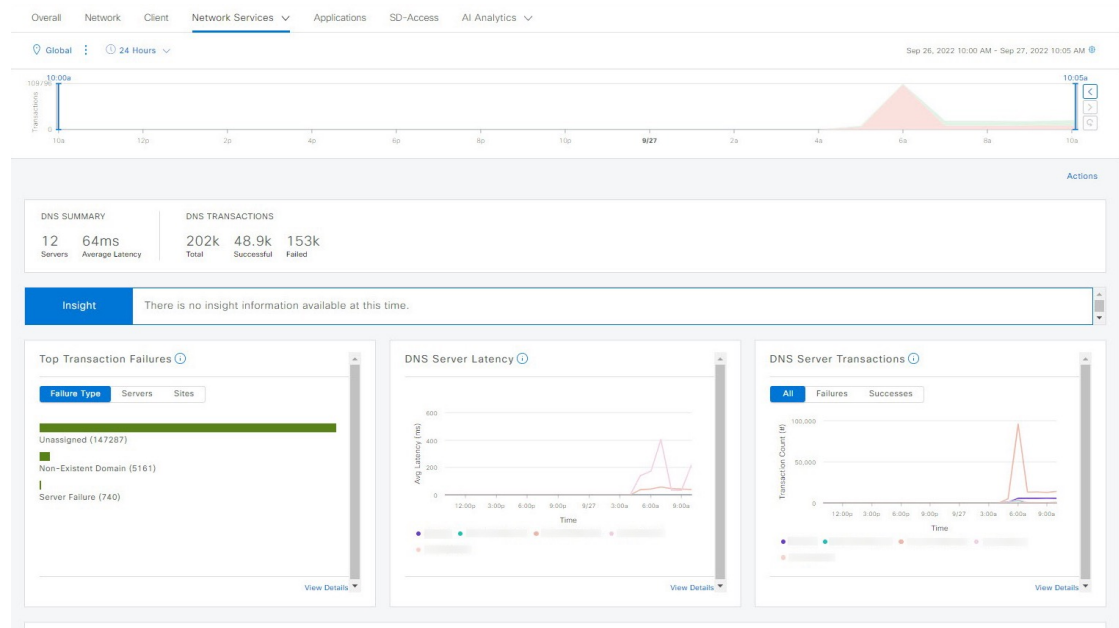 Overall Network Client Network Services Applications SD-Access AI Analytics
Global 24 Hours Sep 26, 2022 10:00 AM - Sep 27, 2022 10:05 AM
10:00a 10:05a
109796
Transactions
0
10a 12p 2p 4p 6p 8p 10p 9/27 2a 4a 6a 8a 10a
Actions
DNS SUMMARY DNS TRANSACTIONS
12 64ms 202k 48.9k 153k
Servers Average Latency Total Successful Failed
Insight There is no insight information available at this time.
Top Transaction Failures
Failure Type Servers Sites
Unassigned (147287)
Non-Existent Domain (5161)
Server Failure (740)
View Details
DNS Server Latency
Avg Latency (ms)
600
400
200
0
12:00p 3:00p 6:00p 9:00p 9/27 3:00a 6:00a 9:00a
Time
View Details
DNS Server Transactions
All Failures Successes
Transaction Count (#)
100,000
50,000
0
12:00p 3:00p 6:00p 9:00p 9/27 3:00a 6:00a 9:00a
Time
View Details